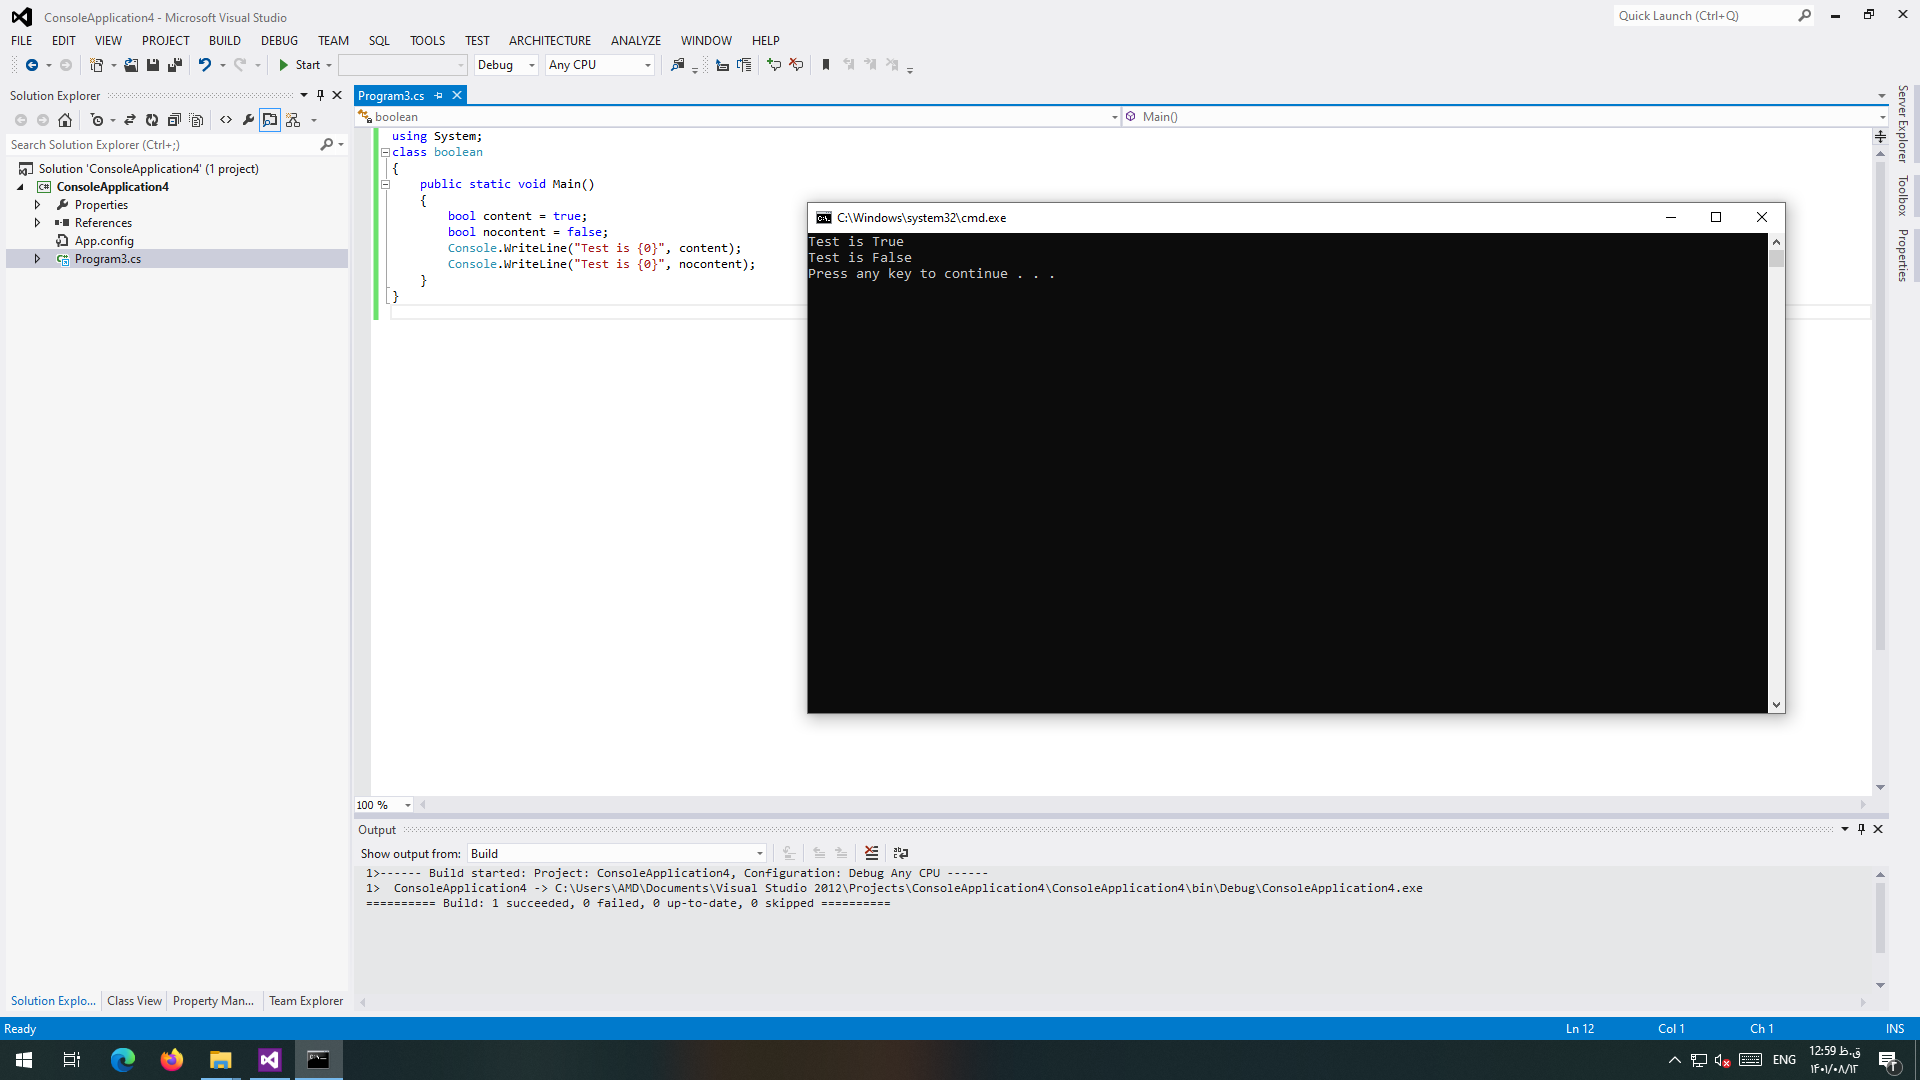 ConsoleApplication4 - Microsoft Visual Studio
Quick Launch (Ctrl+Q)
FILE EDIT VIEW PROJECT BUILD DEBUG TEAM SQL TOOLS TEST ARCHITECTURE ANALYZE WINDOW HELP
Start Debug Any CPU
Solution Explorer
Search Solution Explorer (Ctrl+;)
Solution 'ConsoleApplication4' (1 project)
ConsoleApplication4
Properties
References
App.config
Program3.cs
Solution Explo... Class View Property Man... Team Explorer
Program3.cs
boolean Main()
using System;
class boolean
{
public static void Main()
{
bool content = true;
bool nocontent = false;
Console.WriteLine("Test is {0}", content);
Console.WriteLine("Test is {0}", nocontent);
}
}
C:\Windows\system32\cmd.exe
Test is True
Test is False
Press any key to continue . . .
100 %
Output
Show output from: Build
1>------ Build started: Project: ConsoleApplication4, Configuration: Debug Any CPU ------
1>  ConsoleApplication4 -> C:\Users\AMD\Documents\Visual Studio 2012\Projects\ConsoleApplication4\ConsoleApplication4\bin\Debug\ConsoleApplication4.exe
========== Build: 1 succeeded, 0 failed, 0 up-to-date, 0 skipped ==========
Server Explorer
Toolbox
Properties
Ready Ln 12 Col 1 Ch 1 INS
ENG
12:59 ق.ظ
۱۴۰۱/۰۸/۱۲